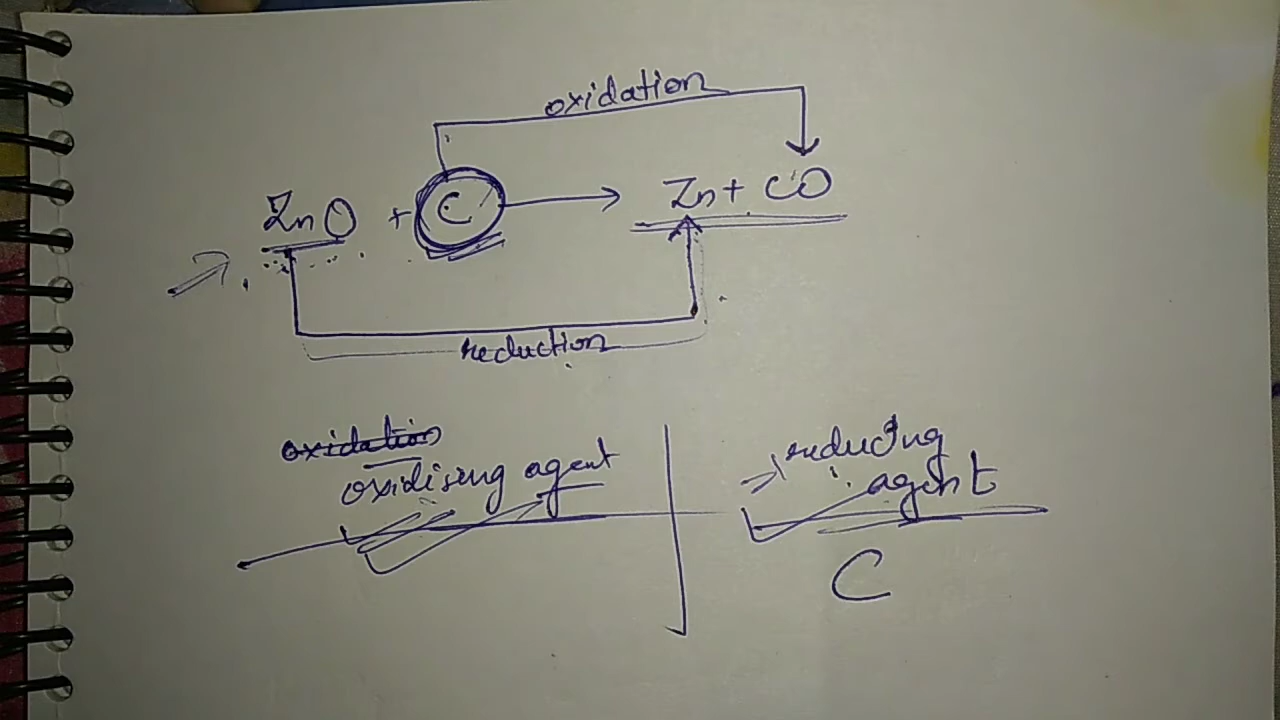 oxidation
ZnO + C → Zn + CO
reduction
oxidation
oxidising agent
reducing
agent
C